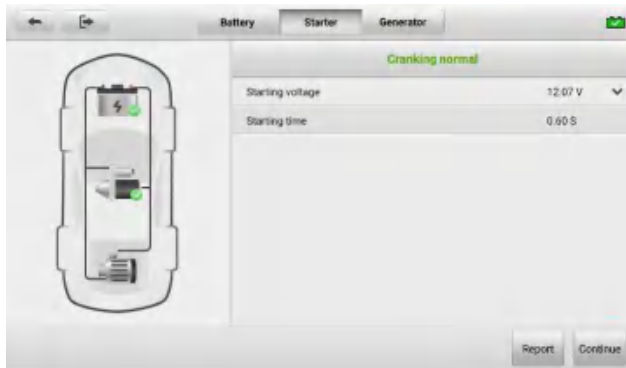 Battery Starter Generator
Cranking normal
Starting voltage 12.07 V
Starting time 0.60 S
Report Continue